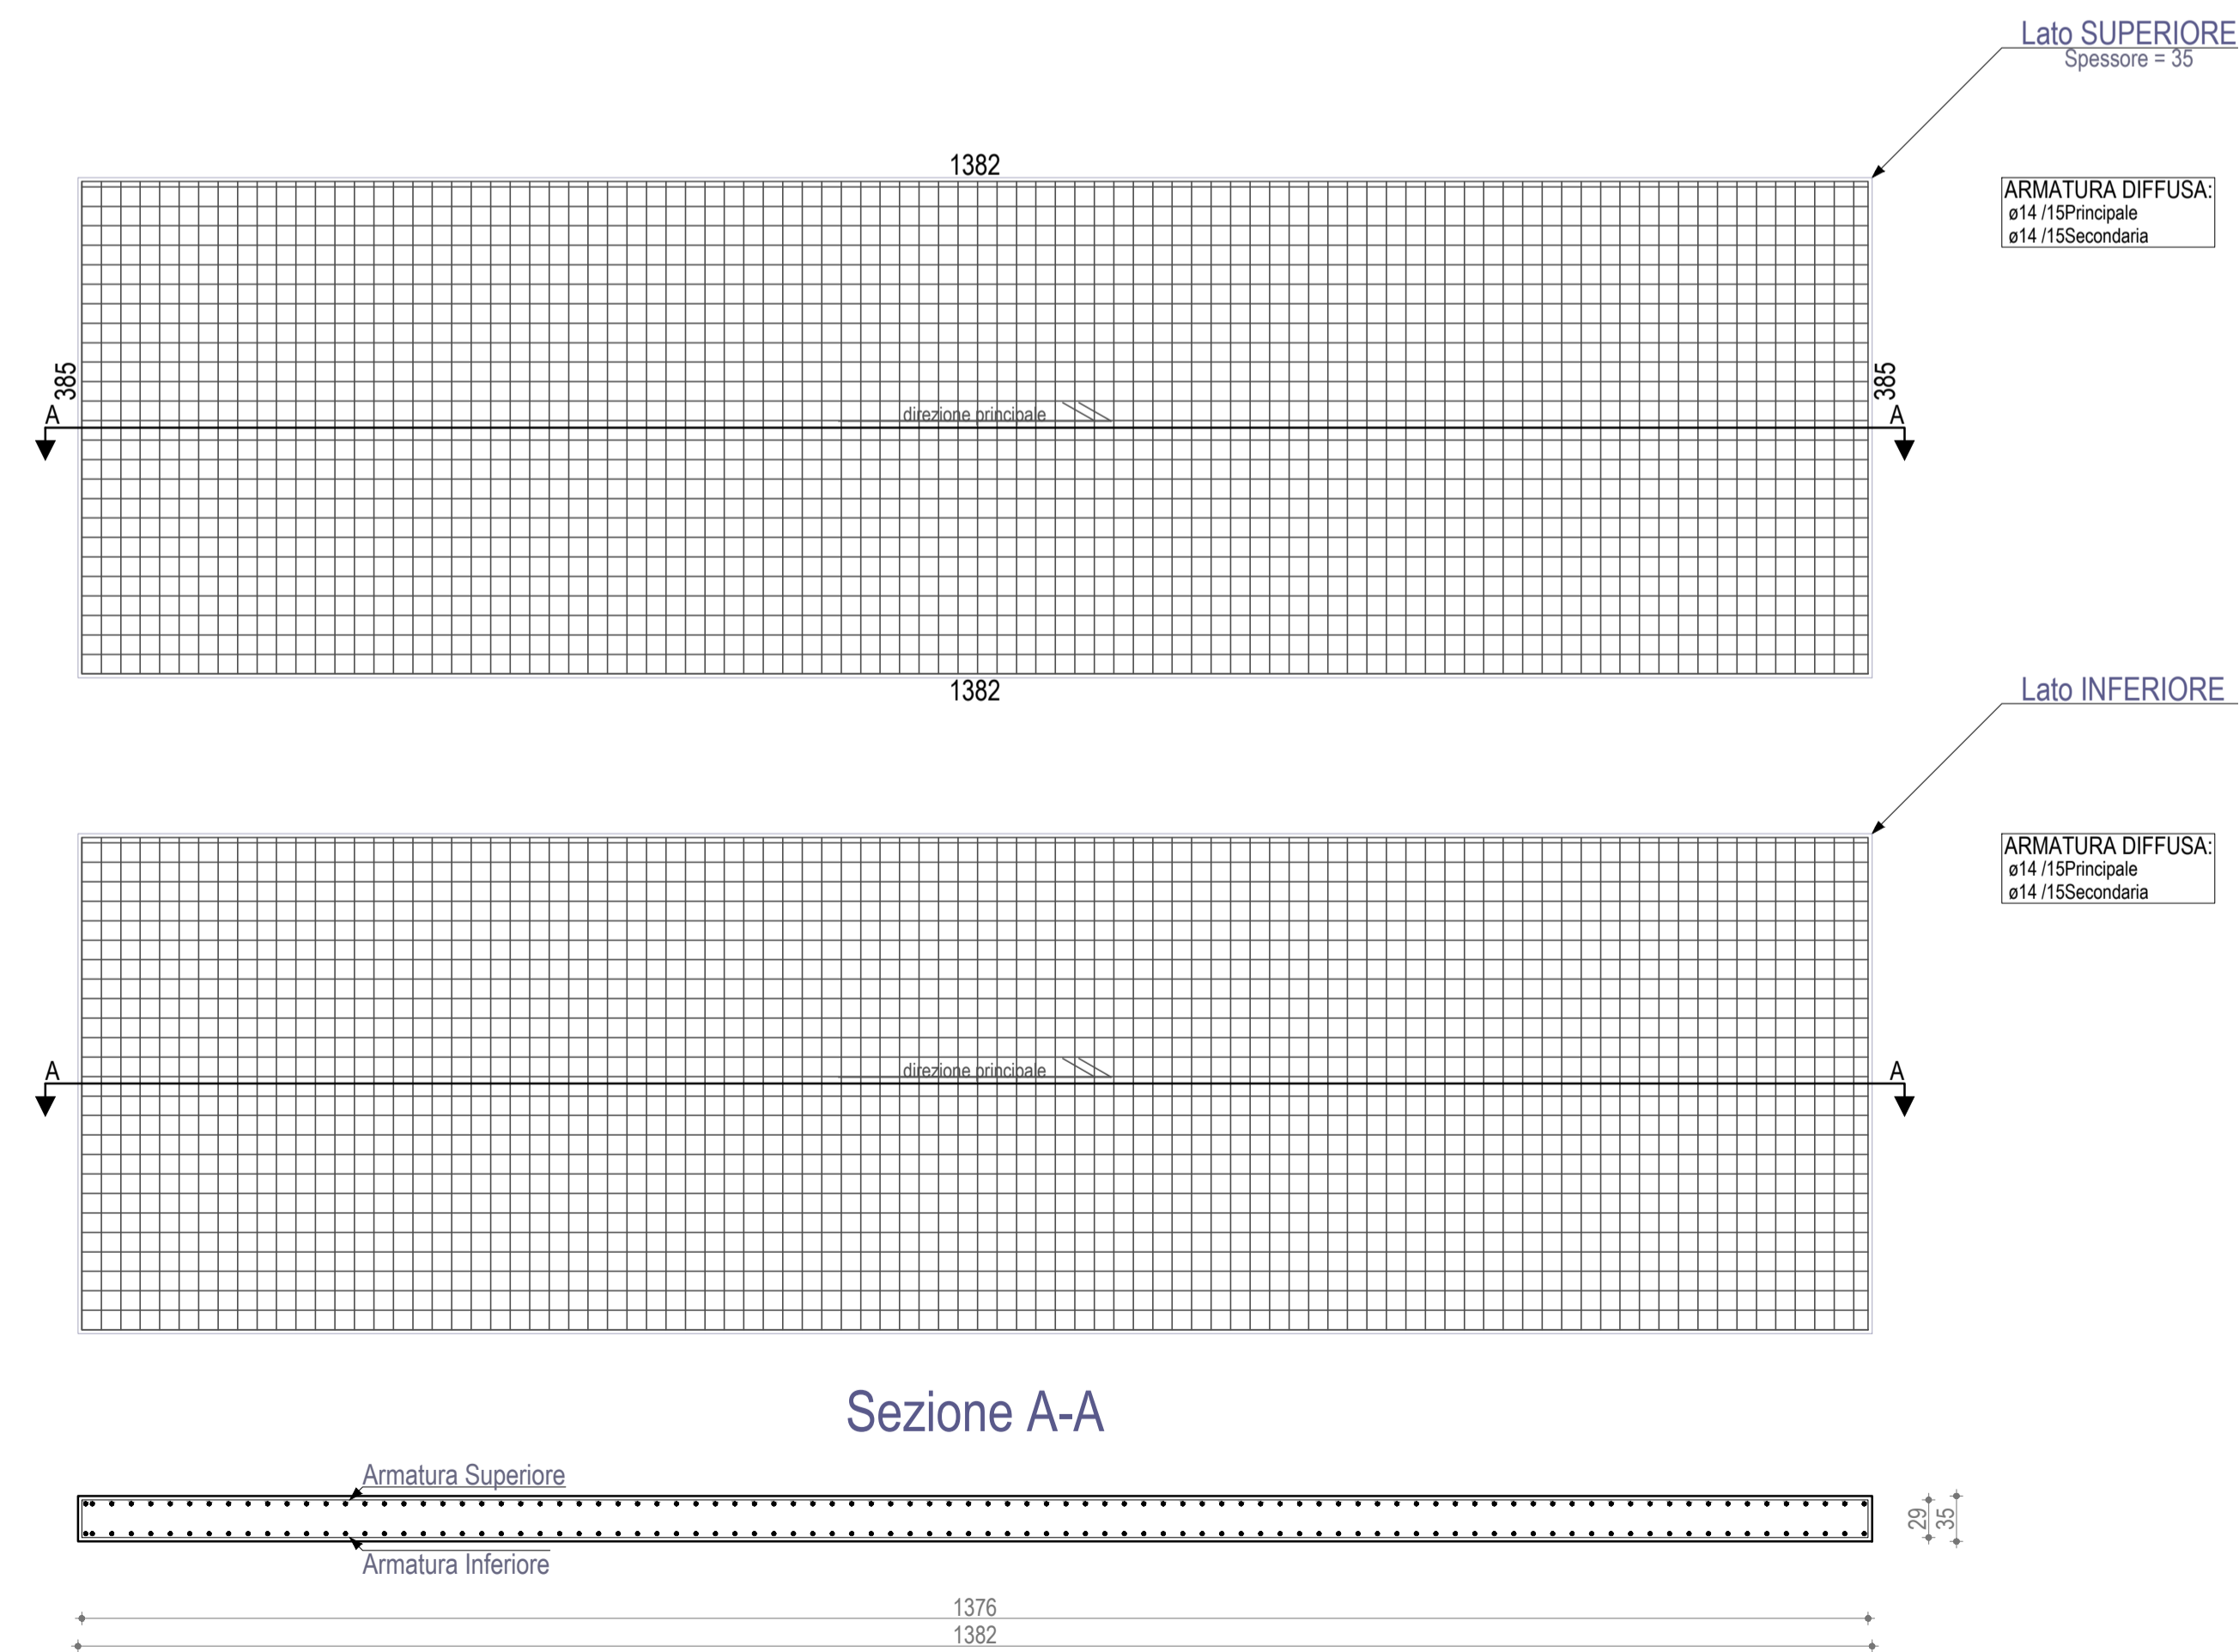 Lato SUPERIORE
Spessore = 35
1382
ARMATURA DIFFUSA:
ø14 /15Principale
ø14 /15Secondaria
385
385
direzione principale
A
A
1382
Lato INFERIORE
ARMATURA DIFFUSA:
ø14 /15Principale
ø14 /15Secondaria
direzione principale
A
A
Sezione A-A
Armatura Superiore
29
35
Armatura Inferiore
1376
1382